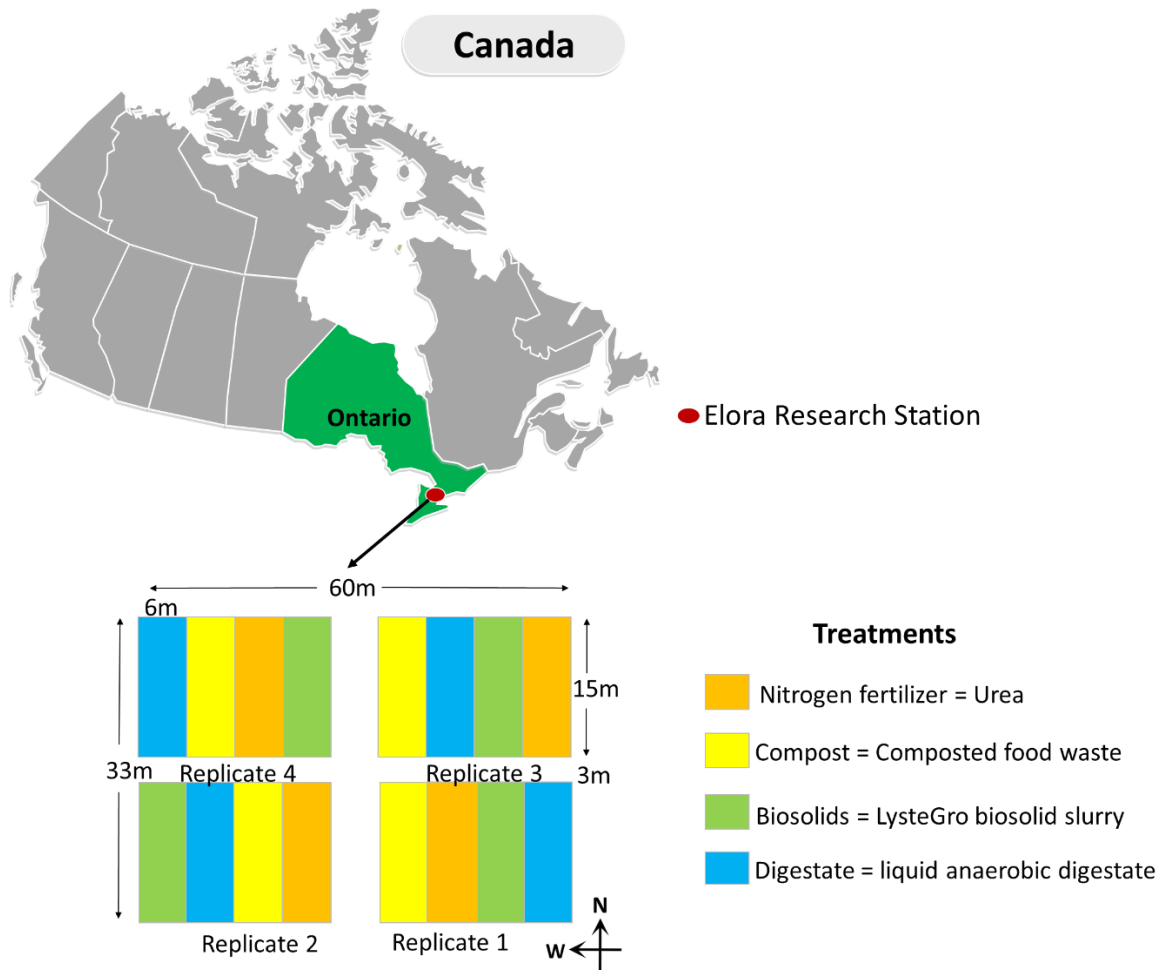 Canada
Ontario
Elora Research Station
60m
6m
15m
33m
Replicate 4
Replicate 3
3m
Replicate 2
Replicate 1
N
W
Treatments
Nitrogen fertilizer = Urea
Compost = Composted food waste
Biosolids = LysteGro biosolid slurry
Digestate = liquid anaerobic digestate